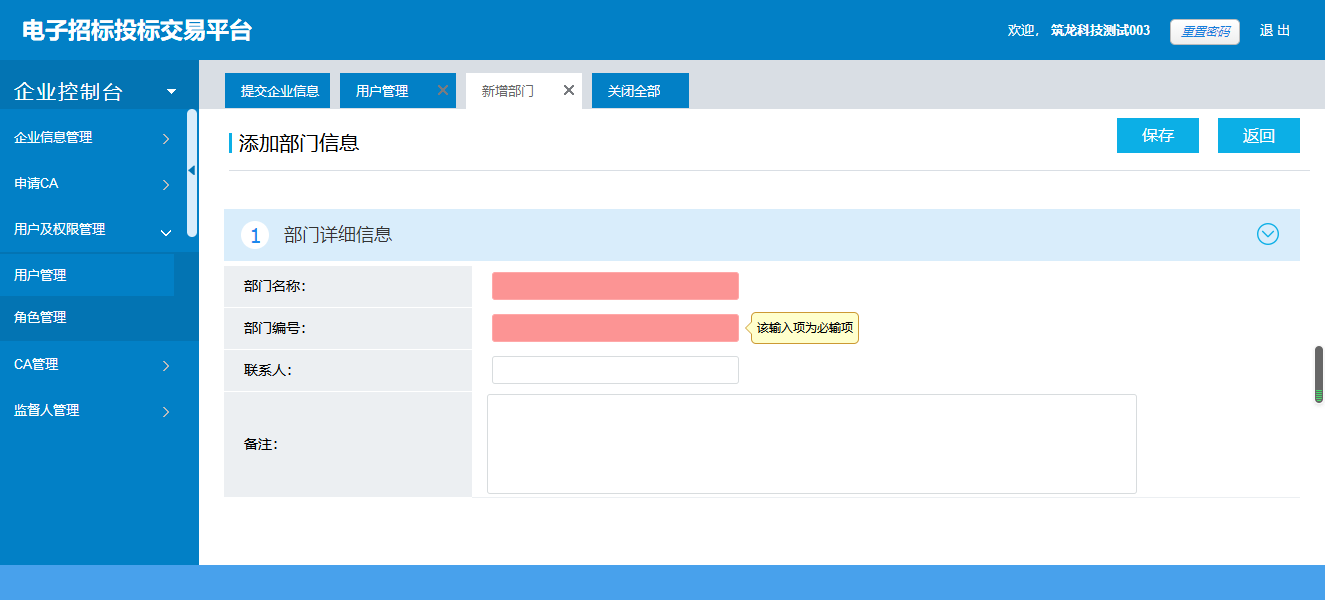 电子招标投标交易平台
欢迎, 筑龙科技测试003 重置密码 退 出
企业控制台
提交企业信息 用户管理 新增部门 关闭全部
企业信息管理
申请CA
用户及权限管理
用户管理
角色管理
CA管理
监督人管理
添加部门信息 保存 返回
1 部门详细信息
部门名称:
部门编号: 该输入项为必输项
联系人:
备注: